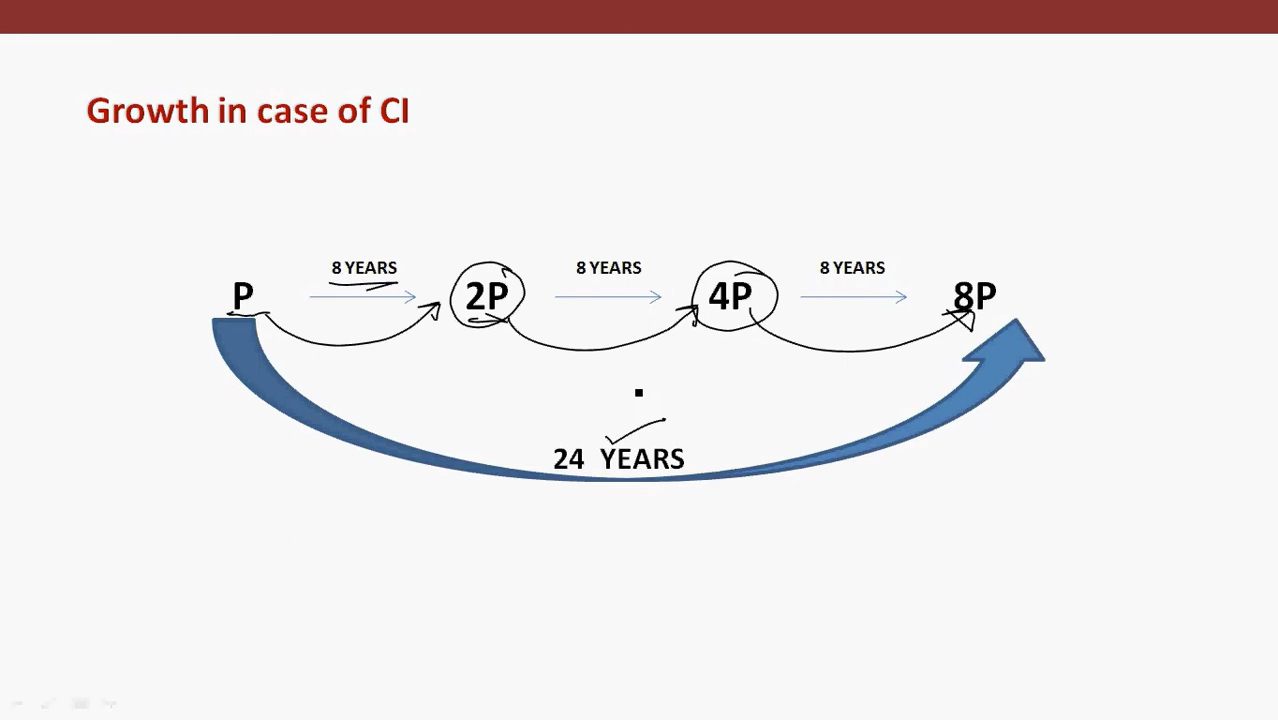 Growth in case of CI
8 YEARS 8 YEARS 8 YEARS
P 2P 4P 8P
24 YEARS